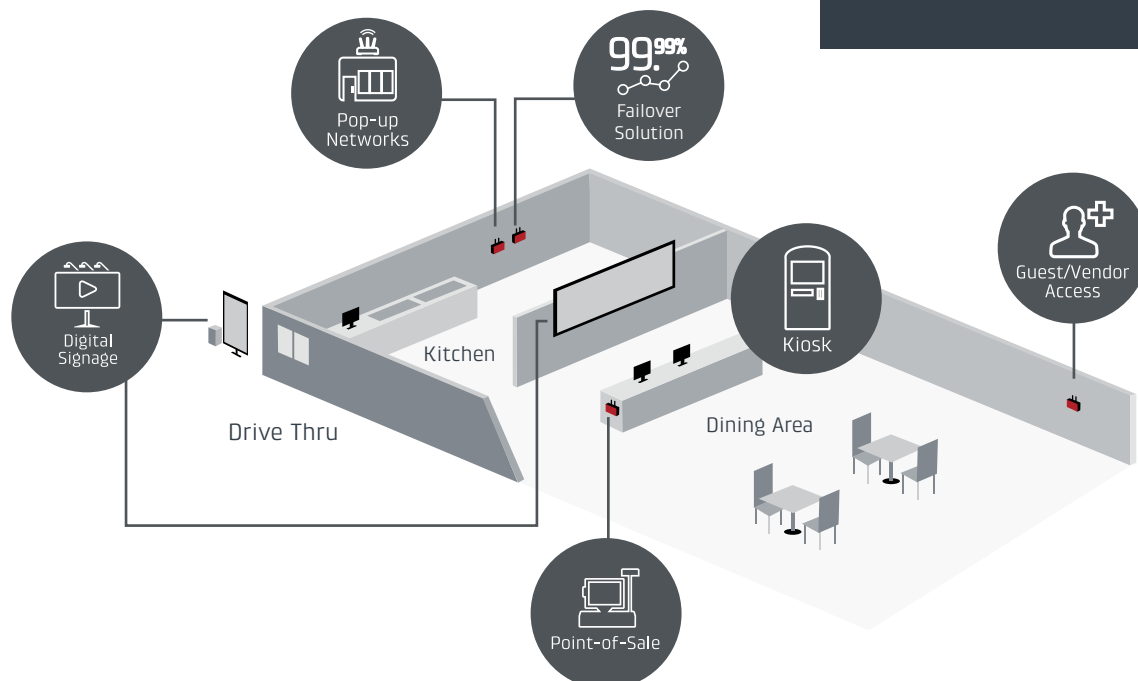 99.99%
Failover
Solution
Pop-up
Networks
Guest/Vendor
Access
Digital
Signage
Kiosk
Kitchen
Drive Thru
Dining Area
Point-of-Sale